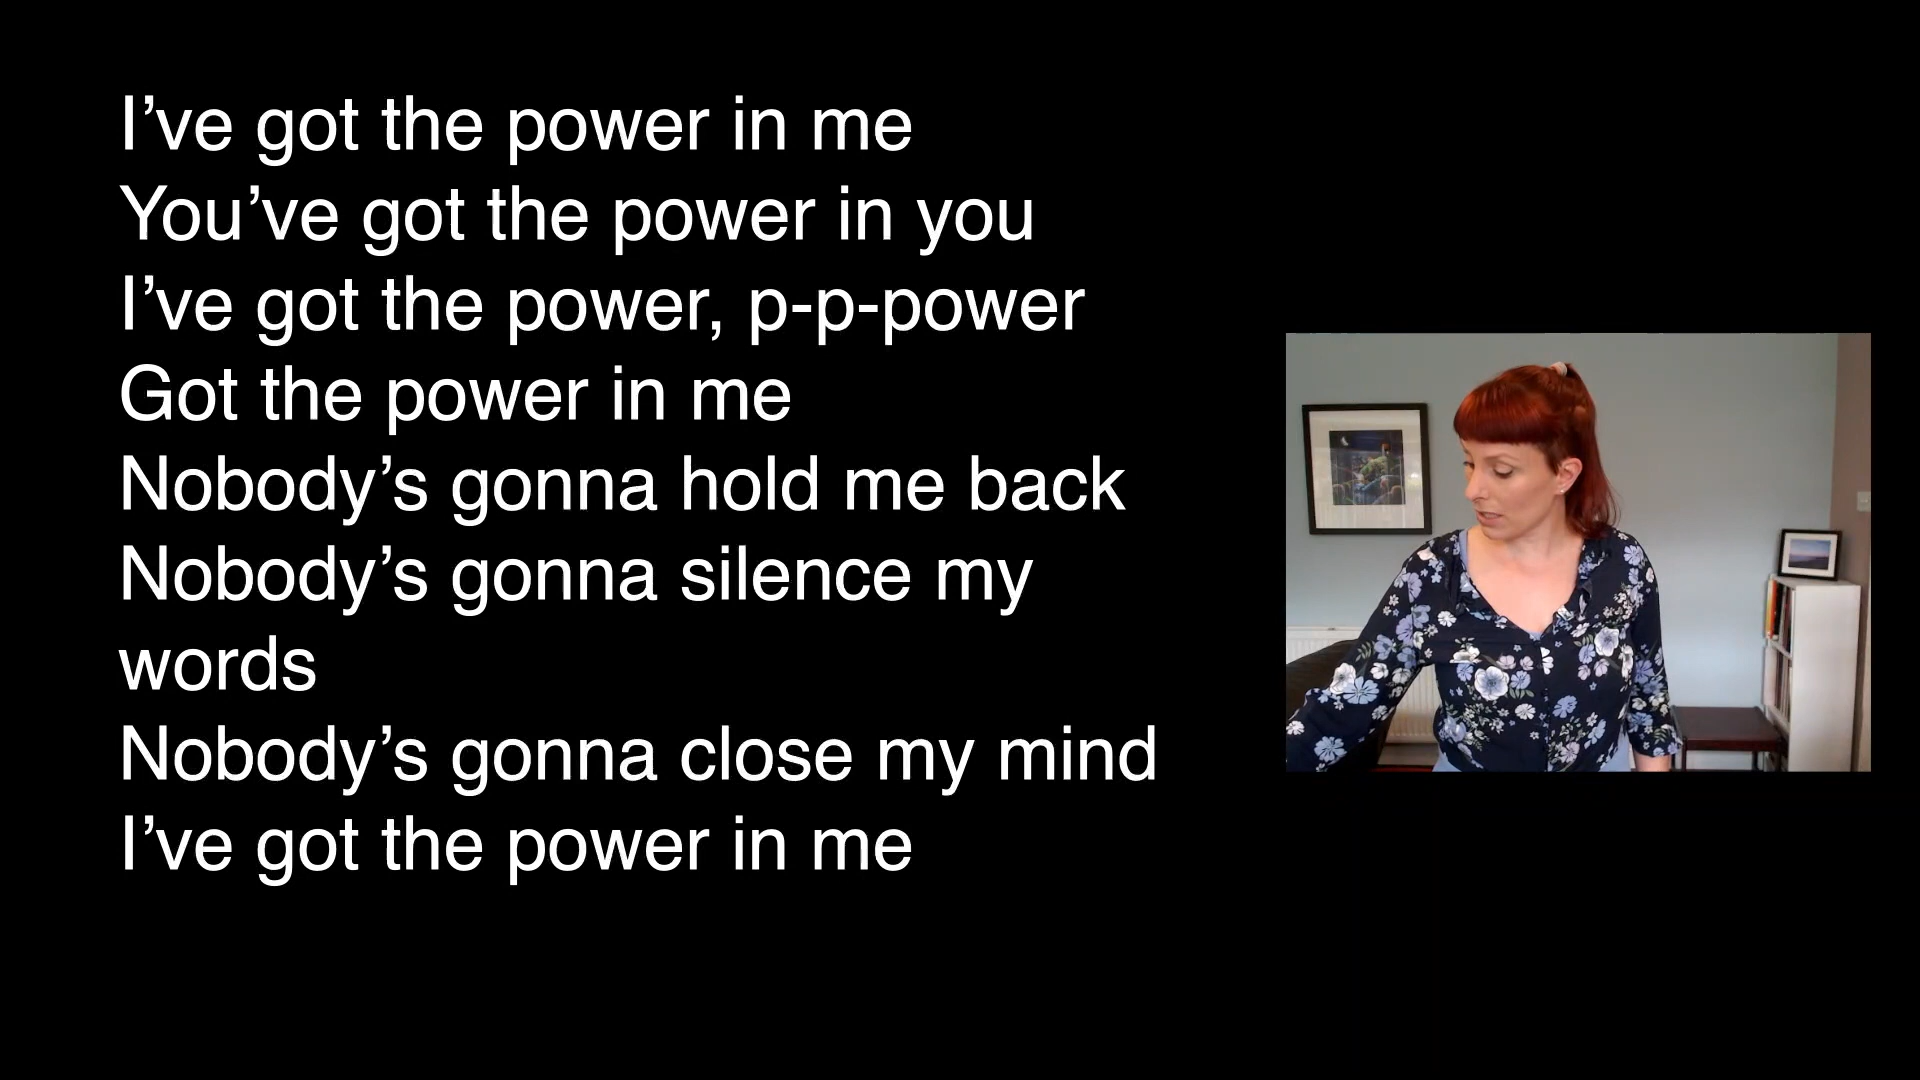 I’ve got the power in me
You’ve got the power in you
I’ve got the power, p-p-power
Got the power in me
Nobody’s gonna hold me back
Nobody’s gonna silence my
words
Nobody’s gonna close my mind
I’ve got the power in me